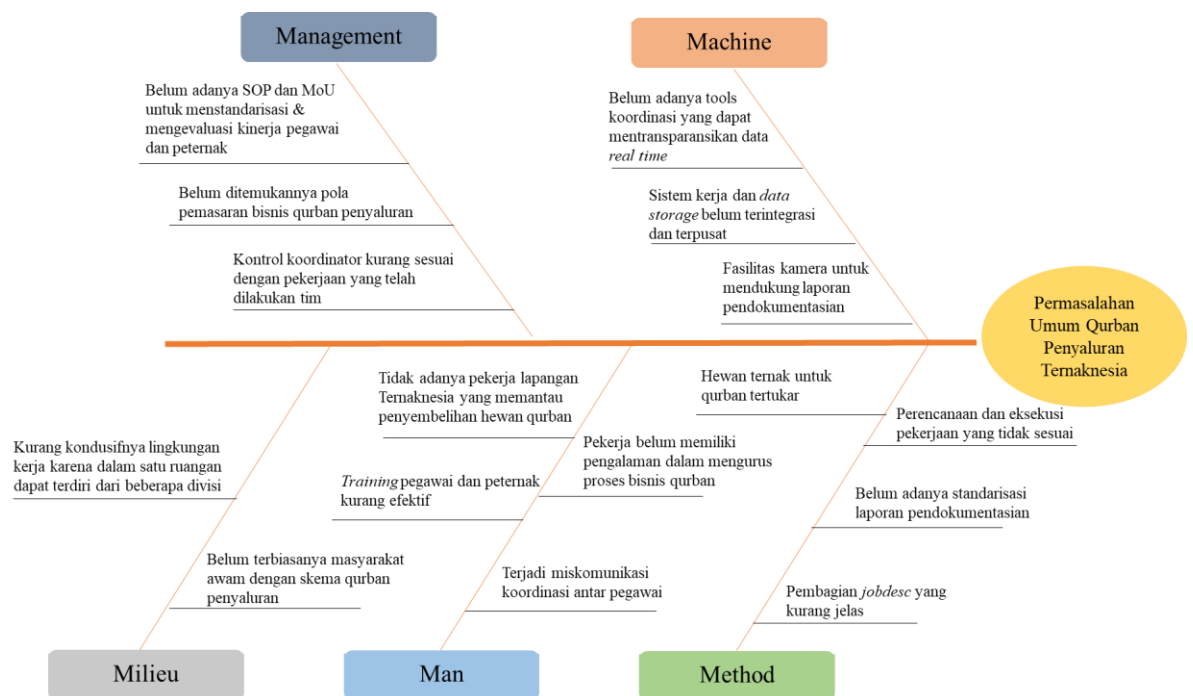 Management
Machine
Belum adanya SOP dan MoU
untuk menstandarisasi &
mengevaluasi kinerja pegawai
dan peternak
Belum ditemukannya pola
pemasaran bisnis qurban penyaluran
Kontrol koordinator kurang sesuai
dengan pekerjaan yang telah
dilakukan tim
Belum adanya tools
koordinasi yang dapat
mentransparansikan data
real time
Sistem kerja dan data
storage belum terintegrasi
dan terpusat
Fasilitas kamera untuk
mendukung laporan
pendokumentasian
Permasalahan
Umum Qurban
Penyaluran
Ternaknesia
Kurang kondusifnya lingkungan
kerja karena dalam satu ruangan
dapat terdiri dari beberapa divisi
Belum terbiasanya masyarakat
awam dengan skema qurban
penyaluran
Tidak adanya pekerja lapangan
Ternaknesia yang memantau
penyembelihan hewan qurban
Training pegawai dan peternak
kurang efektif
Pekerja belum memiliki
pengalaman dalam mengurus
proses bisnis qurban
Terjadi miskomunikasi
koordinasi antar pegawai
Hewan ternak untuk
qurban tertukar
Perencanaan dan eksekusi
pekerjaan yang tidak sesuai
Belum adanya standarisasi
laporan pendokumentasian
Pembagian jobdesc yang
kurang jelas
Milieu
Man
Method